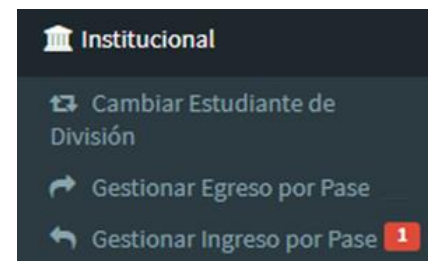 Institucional
Cambiar Estudiante de
División
Gestionar Egreso por Pase
Gestionar Ingreso por Pase 1